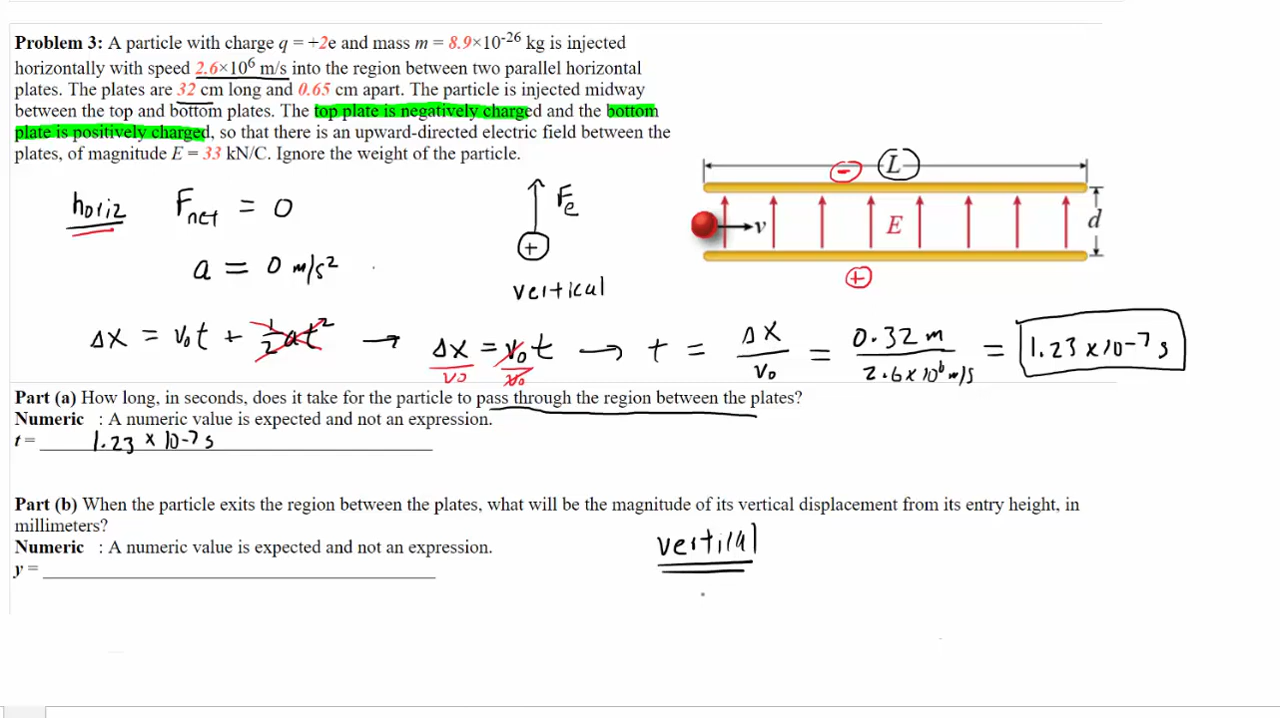 Problem 3: A particle with charge q = +2e and mass m = 8.9×10⁻²⁶ kg is injected
horizontally with speed 2.6×10⁶ m/s into the region between two parallel horizontal
plates. The plates are 32 cm long and 0.65 cm apart. The particle is injected midway
between the top and bottom plates. The top plate is negatively charged and the bottom
plate is positively charged, so that there is an upward-directed electric field between the
plates, of magnitude E = 33 kN/C. Ignore the weight of the particle.
− L
v E d
+
horiz Fnet = 0
a = 0 m/s²
Fe
+
vertical
Δx = v₀t + ½at² → Δx = v₀t → t = Δx/v₀ = 0.32 m / 2.6×10⁶ m/s = 1.23×10-7 s
v₀ v₀
Part (a) How long, in seconds, does it take for the particle to pass through the region between the plates?
Numeric : A numeric value is expected and not an expression.
t = 1.23 × 10-7 s
Part (b) When the particle exits the region between the plates, what will be the magnitude of its vertical displacement from its entry height, in
millimeters?
Numeric : A numeric value is expected and not an expression.
y =
vertical